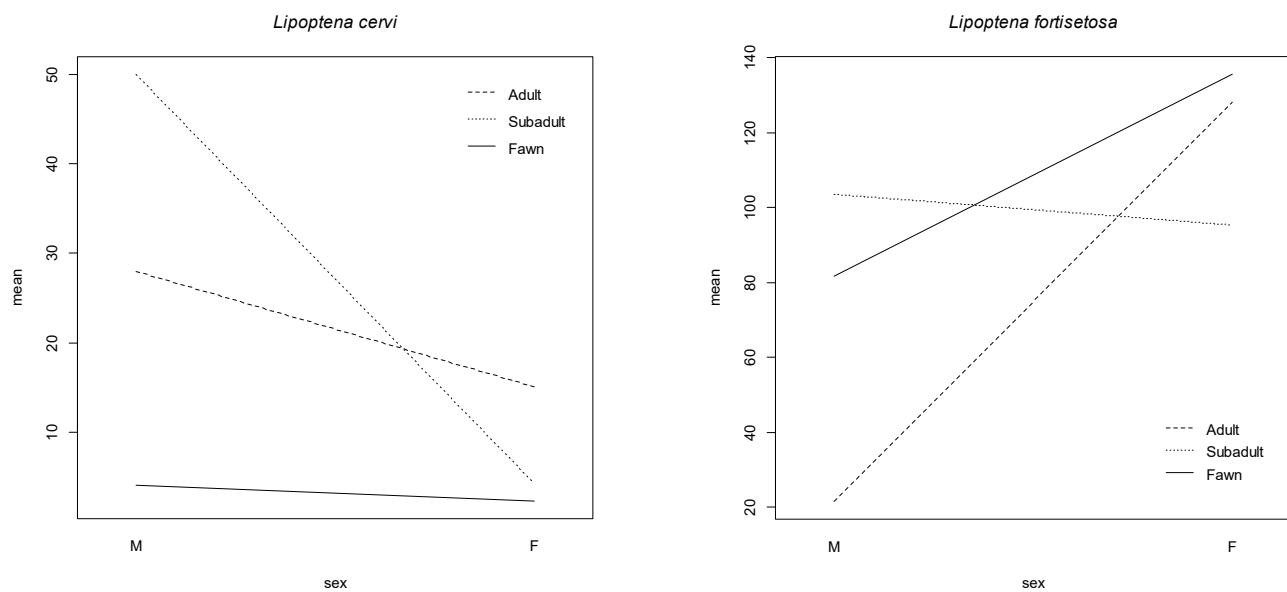 Lipoptena cervi
50
40
30
20
10
mean
Adult
Subadult
Fawn
M
F
sex
Lipoptena fortisetosa
140
120
100
80
60
40
20
mean
Adult
Subadult
Fawn
M
F
sex